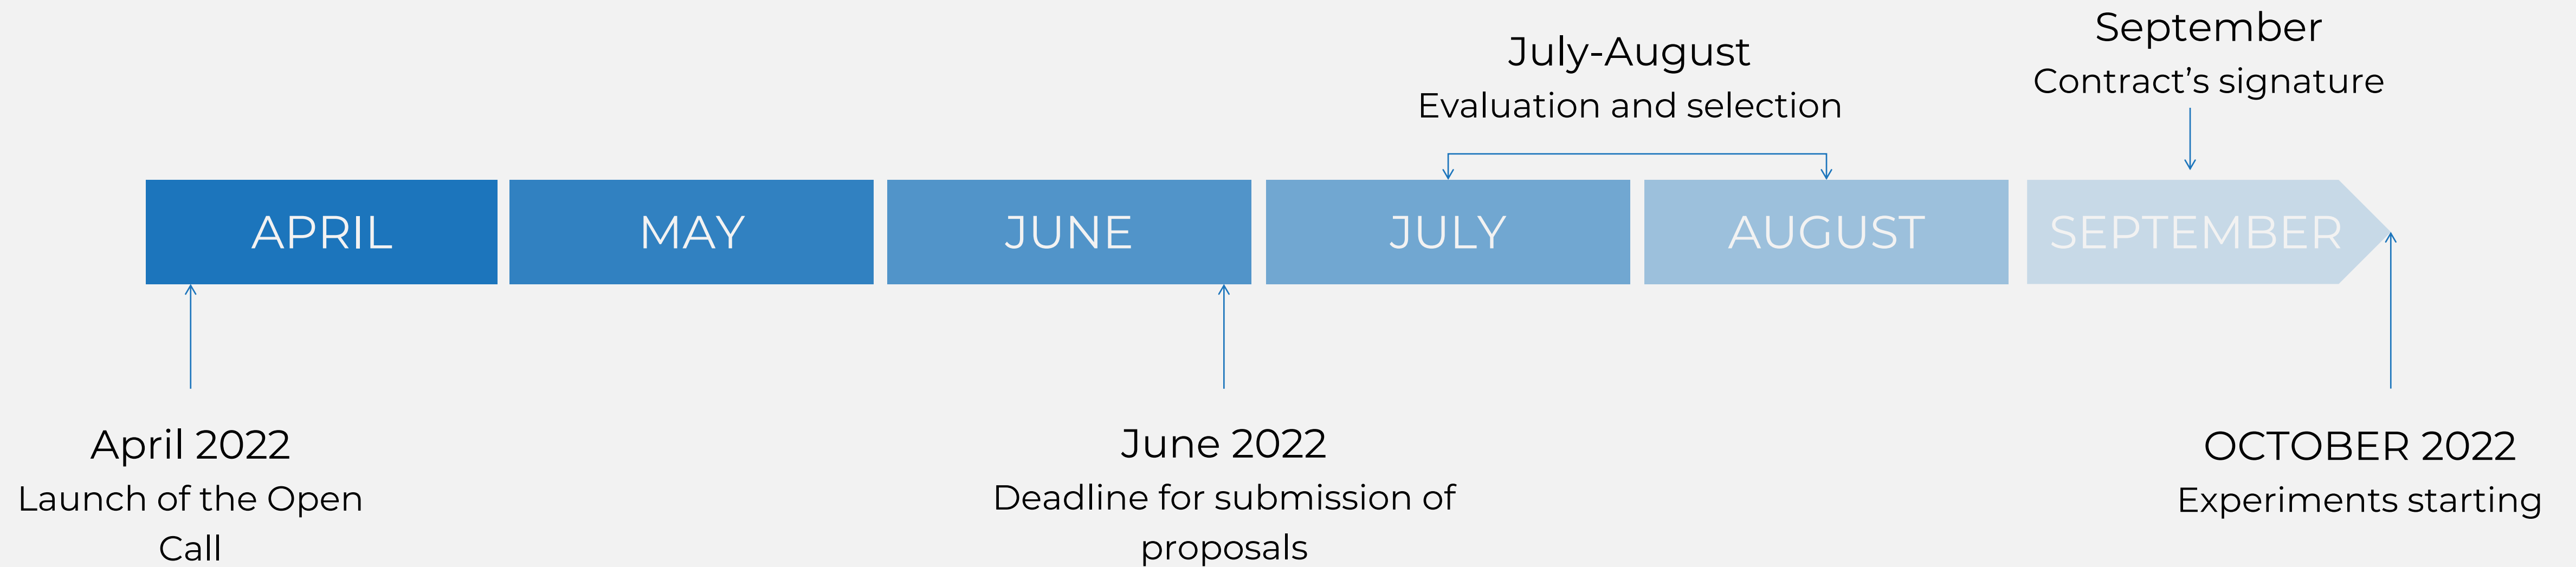 September
Contract’s signature
July-August
Evaluation and selection
APRIL
MAY
JUNE
JULY
AUGUST
SEPTEMBER
April 2022
Launch of the Open
Call
June 2022
Deadline for submission of
proposals
OCTOBER 2022
Experiments starting